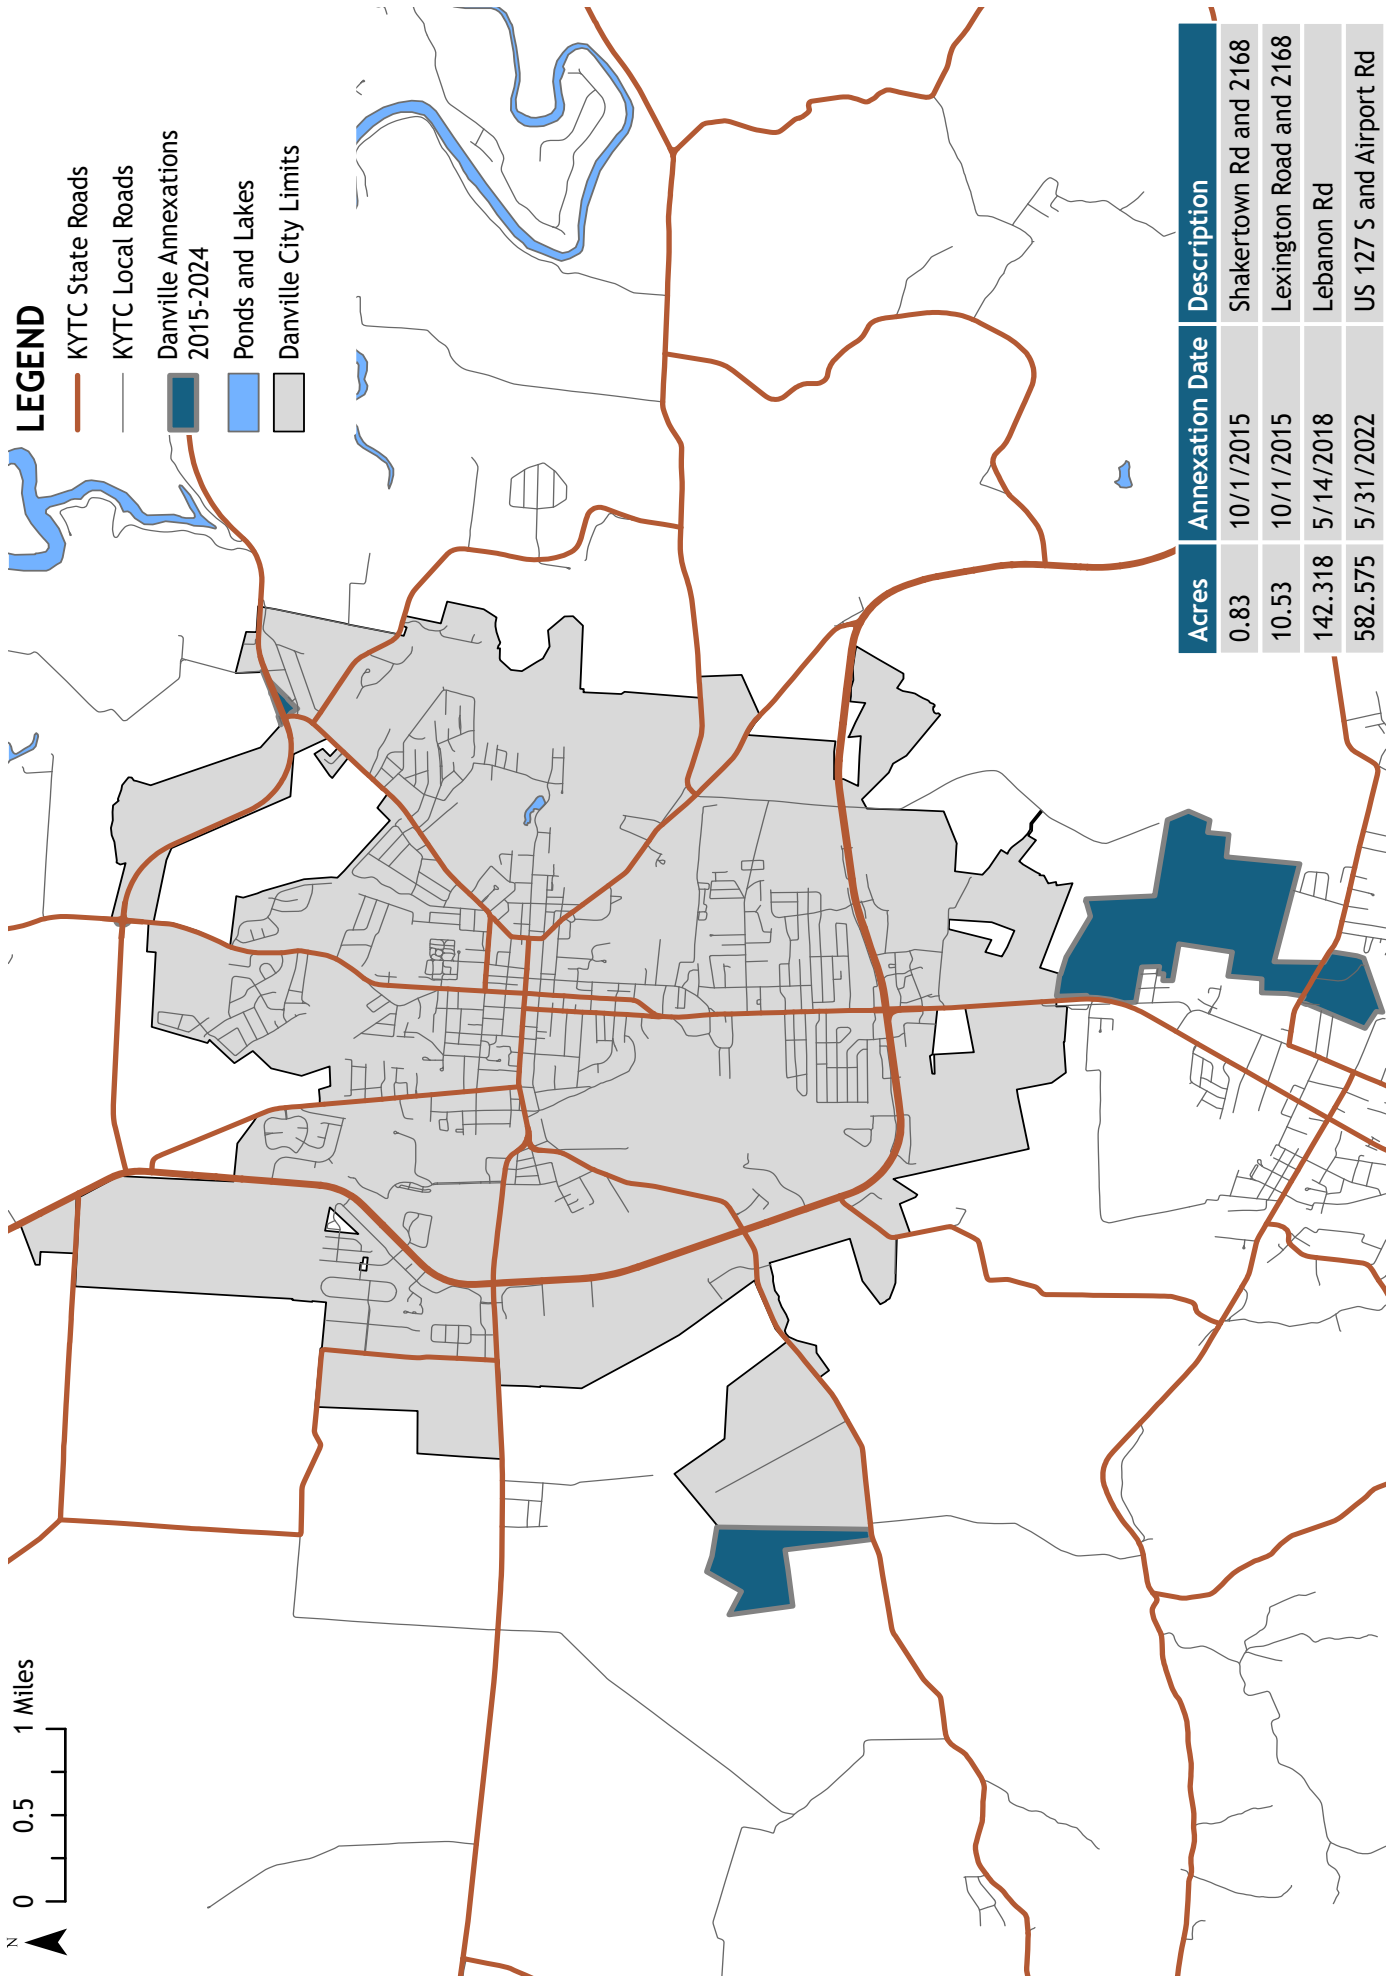 N
0 0.5 1 Miles
LEGEND
KYTC State Roads
KYTC Local Roads
Danville Annexations
2015-2024
Ponds and Lakes
Danville City Limits
Acres Annexation Date Description
0.83 10/1/2015 Shakertown Rd and 2168
10.53 10/1/2015 Lexington Road and 2168
142.318 5/14/2018 Lebanon Rd
582.575 5/31/2022 US 127 S and Airport Rd